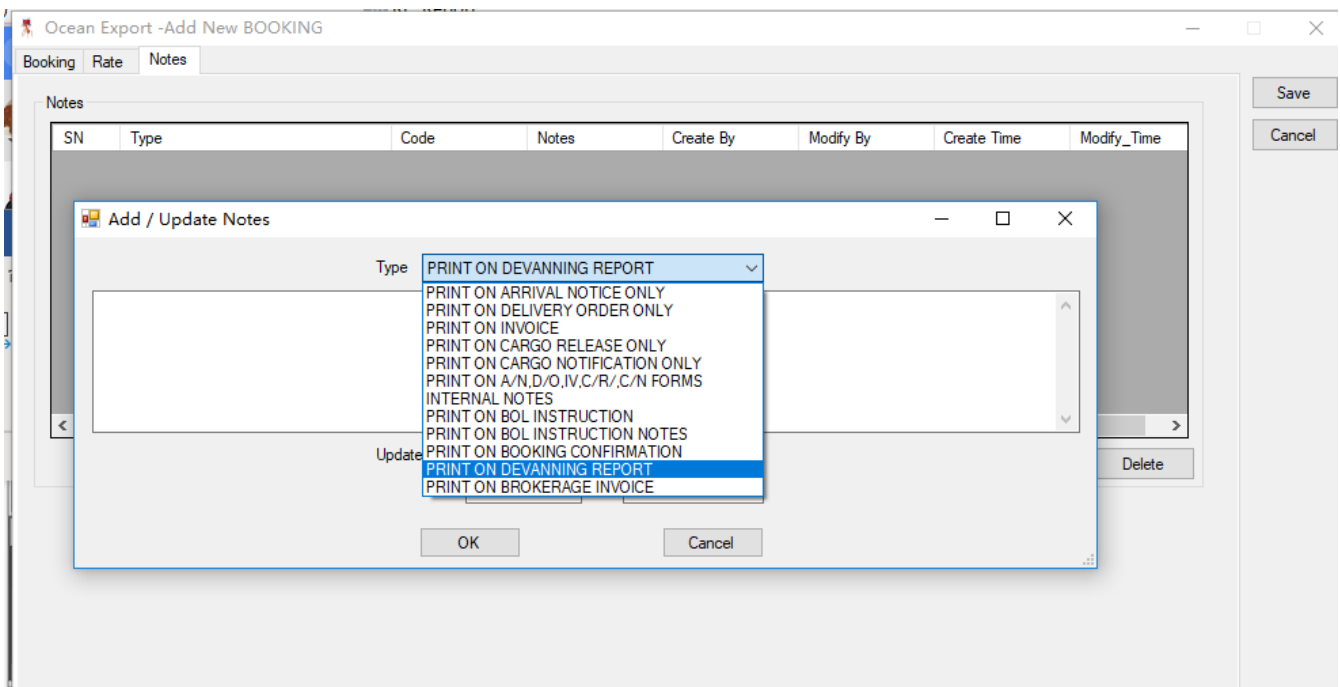 Ocean Export -Add New BOOKING
Booking Rate Notes
Save
Cancel
Notes
SN Type Code Notes Create By Modify By Create Time Modify_Time
Add / Update Notes
Type PRINT ON DEVANNING REPORT
PRINT ON ARRIVAL NOTICE ONLY
PRINT ON DELIVERY ORDER ONLY
PRINT ON INVOICE
PRINT ON CARGO RELEASE ONLY
PRINT ON CARGO NOTIFICATION ONLY
PRINT ON A/N,D/O,IV,C/R/,C/N FORMS
INTERNAL NOTES
PRINT ON BOL INSTRUCTION
PRINT ON BOL INSTRUCTION NOTES
PRINT ON BOOKING CONFIRMATION
PRINT ON DEVANNING REPORT
PRINT ON BROKERAGE INVOICE
Update
Delete
OK Cancel